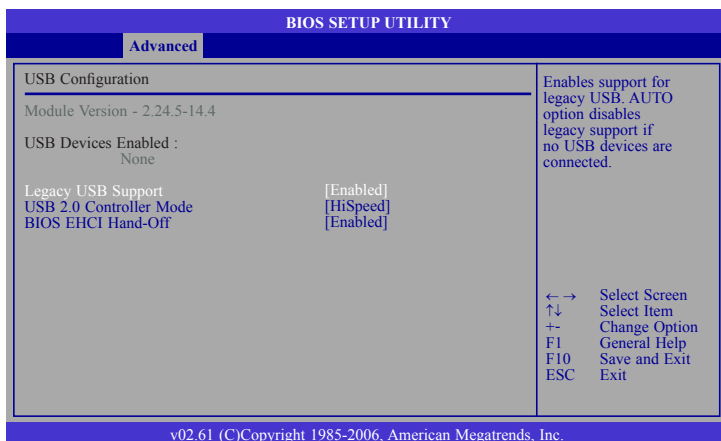 BIOS SETUP UTILITY
Advanced
USB Configuration
Module Version - 2.24.5-14.4
USB Devices Enabled :
None
Legacy USB Support [Enabled]
USB 2.0 Controller Mode [HiSpeed]
BIOS EHCI Hand-Off [Enabled]
Enables support for
legacy USB. AUTO
option disables
legacy support if
no USB devices are
connected.
←→ Select Screen
↑↓ Select Item
+- Change Option
F1 General Help
F10 Save and Exit
ESC Exit
v02.61 (C)Copyright 1985-2006, American Megatrends, Inc.